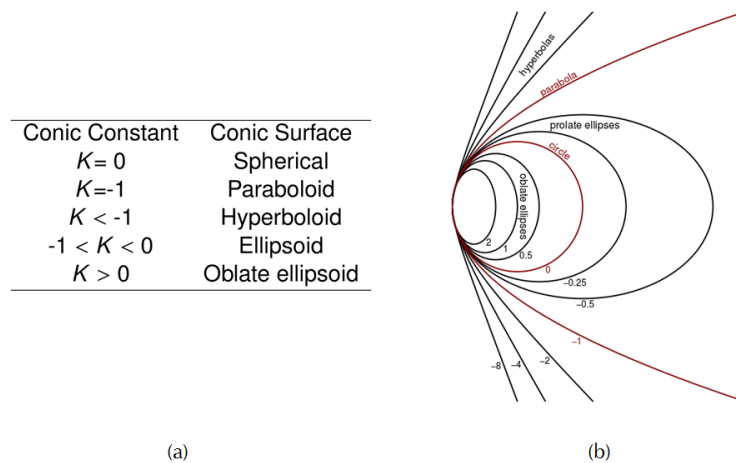 Conic Constant Conic Surface
K= 0 Spherical
K=-1 Paraboloid
K < -1 Hyperboloid
-1 < K < 0 Ellipsoid
K > 0 Oblate ellipsoid
(a)
hyperbolas
parabola
prolate ellipses
circle
oblate ellipses
2
1
0.5
0
−0.25
−0.5
−1
−2
−4
−8
(b)